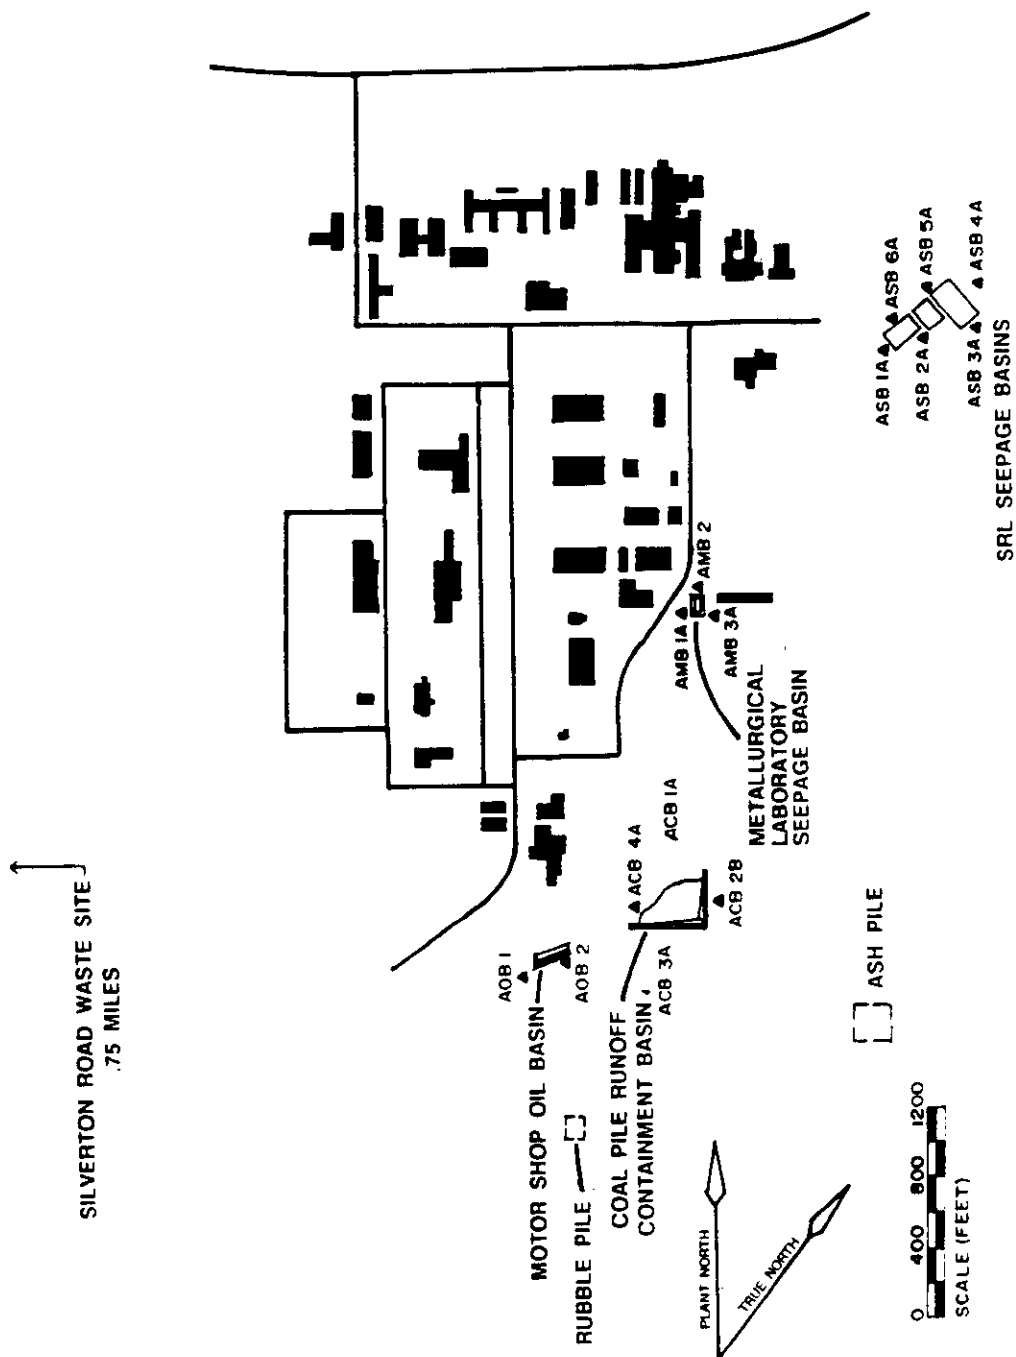 SILVERTON ROAD WASTE SITE
.75 MILES
ASB 1A
ASB 6A
ASB 2A
ASB 5A
ASB 3A
ASB 4A
SRL SEEPAGE BASINS
AMB 1A
AMB 2
AMB 3A
METALLURGICAL
LABORATORY
SEEPAGE BASIN
ACB 4A
ACB 1A
ACB 2B
ACB 3A
AOB 1
AOB 2
MOTOR SHOP OIL BASIN
RUBBLE PILE
COAL PILE RUNOFF
CONTAINMENT BASIN
ASH PILE
PLANT NORTH
TRUE NORTH
0 400 800 1200
SCALE (FEET)